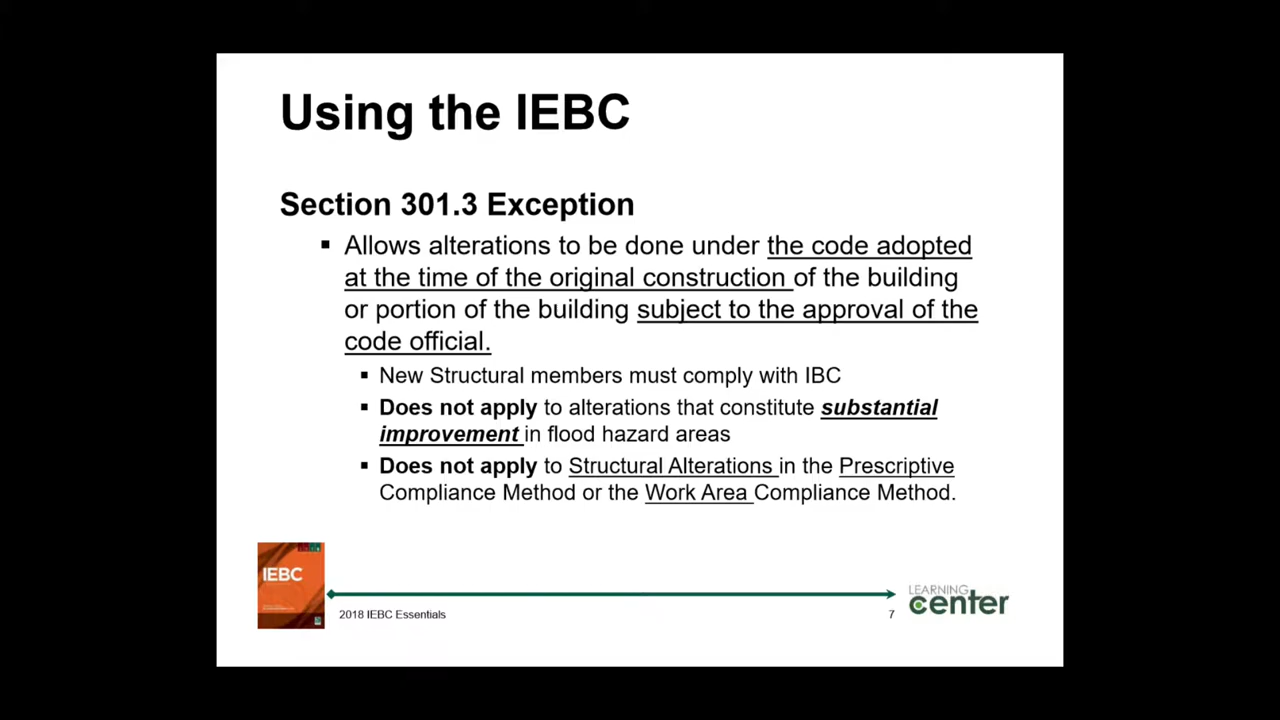 Using the IEBC
Section 301.3 Exception
▪ Allows alterations to be done under the code adopted
at the time of the original construction of the building
or portion of the building subject to the approval of the
code official.
▪ New Structural members must comply with IBC
▪ Does not apply to alterations that constitute substantial
improvement in flood hazard areas
▪ Does not apply to Structural Alterations in the Prescriptive
Compliance Method or the Work Area Compliance Method.
IEBC
2018 IEBC Essentials
7
LEARNING
center